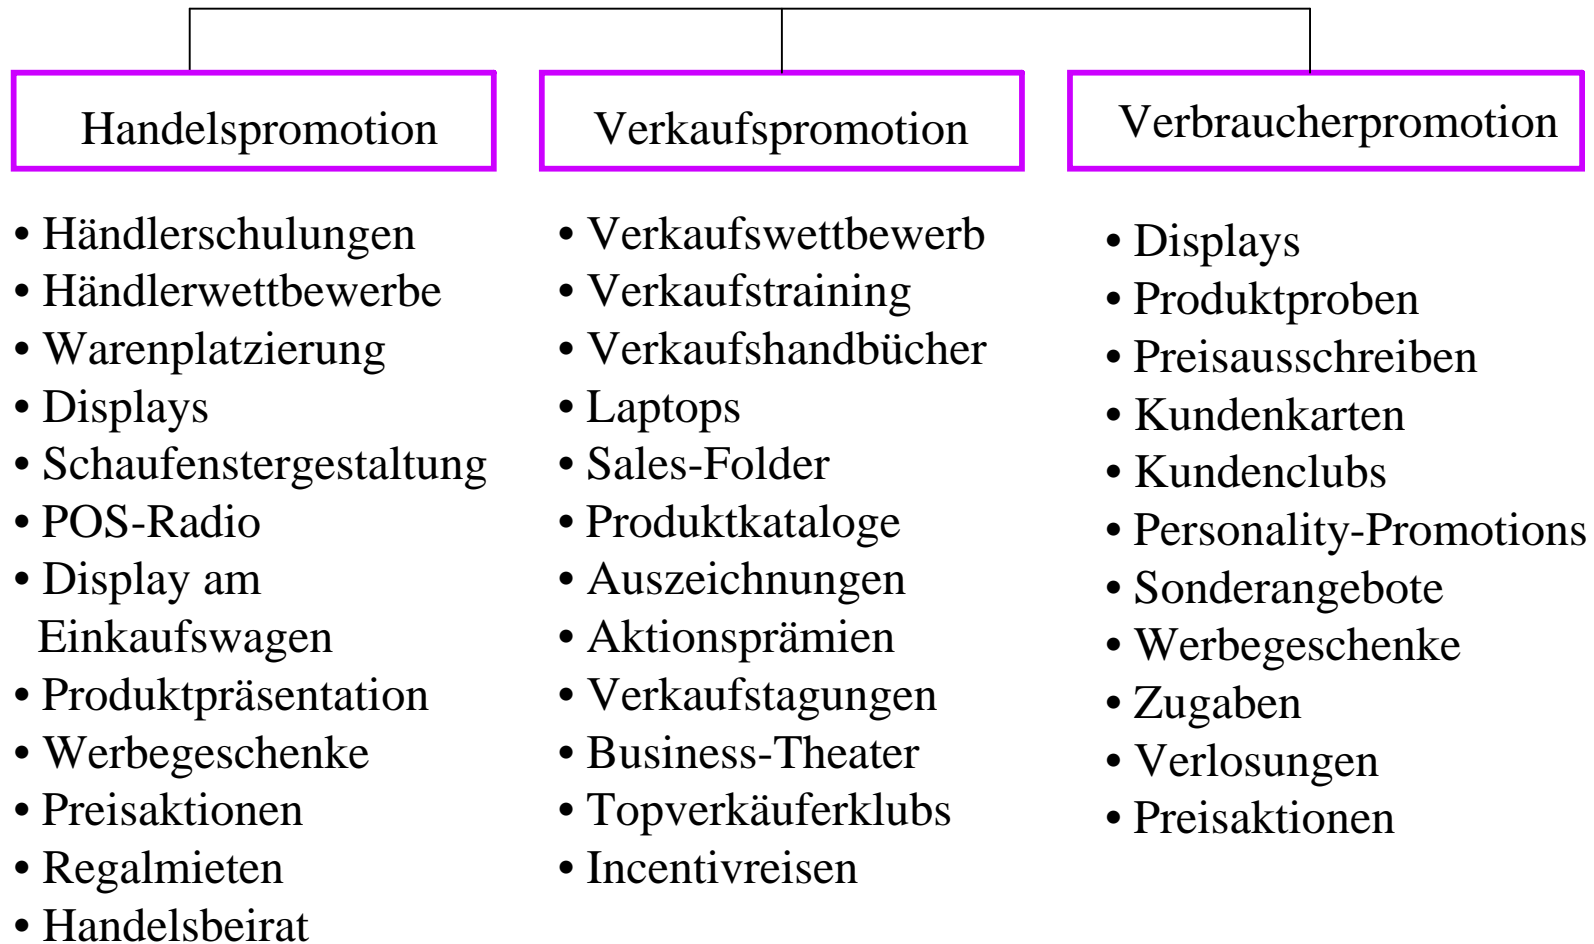 Handelspromotion
Verkaufspromotion
Verbraucherpromotion
• Händlerschulungen
• Händlerwettbewerbe
• Warenplatzierung
• Displays
• Schaufenstergestaltung
• POS-Radio
• Display am
Einkaufswagen
• Produktpräsentation
• Werbegeschenke
• Preisaktionen
• Regalmieten
• Handelsbeirat
• Verkaufswettbewerb
• Verkaufstraining
• Verkaufshandbücher
• Laptops
• Sales-Folder
• Produktkataloge
• Auszeichnungen
• Aktionsprämien
• Verkaufstagungen
• Business-Theater
• Topverkäuferklubs
• Incentivreisen
• Displays
• Produktproben
• Preisausschreiben
• Kundenkarten
• Kundenclubs
• Personality-Promotions
• Sonderangebote
• Werbegeschenke
• Zugaben
• Verlosungen
• Preisaktionen